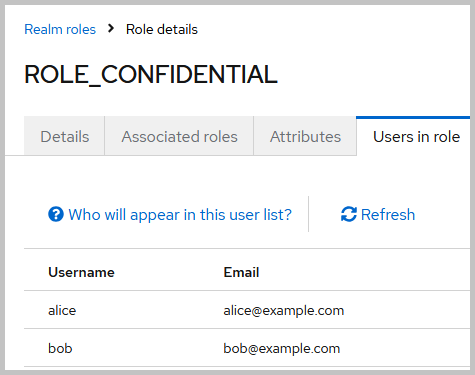 Realm roles > Role details
ROLE_CONFIDENTIAL
Details Associated roles Attributes Users in role
Who will appear in this user list? Refresh
Username Email
alice alice@example.com
bob bob@example.com